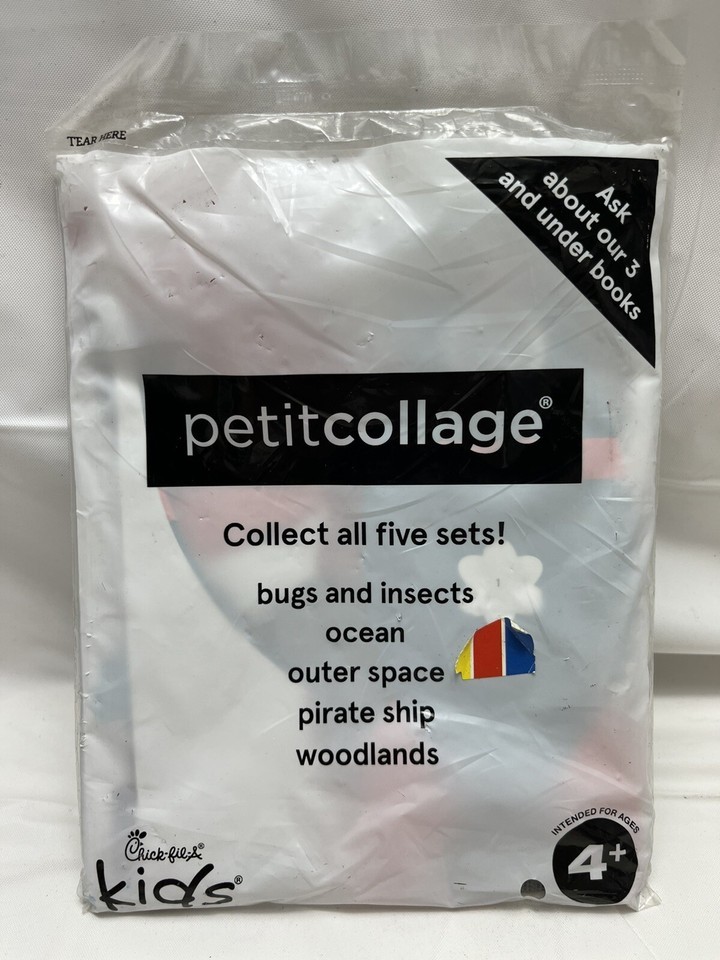 TEAR HERE
Ask
about our 3
and under books
petitcollage®
Collect all five sets!
bugs and insects
ocean
outer space
pirate ship
woodlands
Chick-fil-A®
kids®
INTENDED FOR AGES
4+